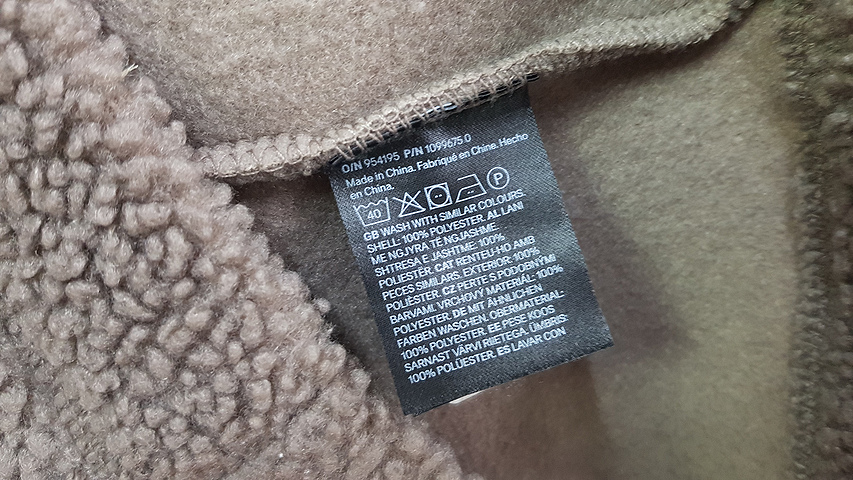 O/N 954195 P/N 1099675 0
Made in China. Fabriqué en Chine. Hecho
en China.
40 P
GB WASH WITH SIMILAR COLOURS.
SHELL: 100% POLYESTER. AL LANI
ME NGJYRA TË NGJASHME.
SHTRESA E JASHTME: 100%
POLIESTËR. CAT RENTEU-HO AMB
PECES SIMILARS. EXTERIOR: 100%
POLIÈSTER. CZ PERTE S PODOBNÝMI
BARVAMI. VRCHOVÝ MATERIÁL: 100%
POLYESTER. DE MIT ÄHNLICHEN
FARBEN WASCHEN. OBERMATERIAL:
100% POLYESTER. EE PESE KOOS
SARNAST VÄRVI RIIETEGA. ÜMBRIS:
100% POLÜESTER. ES LAVAR CON